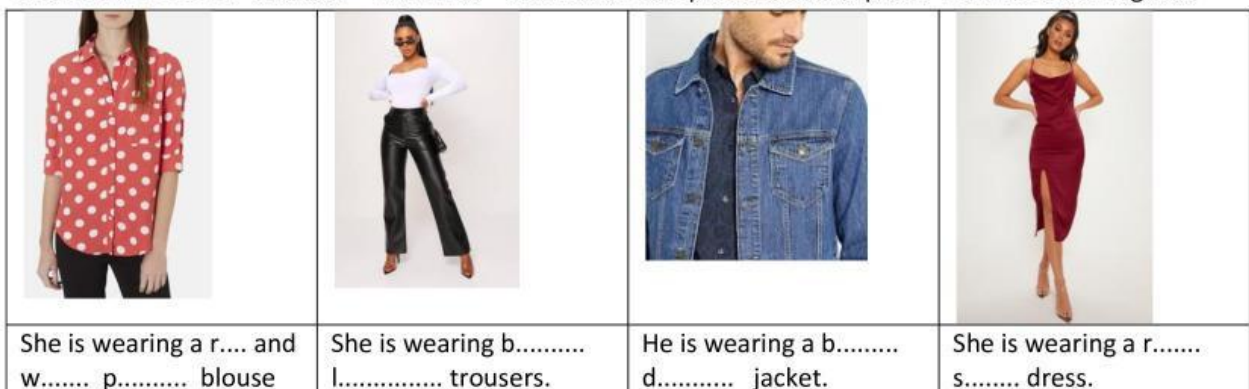 She is wearing a r.... and
w....... p.......... blouse
She is wearing b..........
l............... trousers.
He is wearing a b.........
d........... jacket.
She is wearing a r.......
s........ dress.